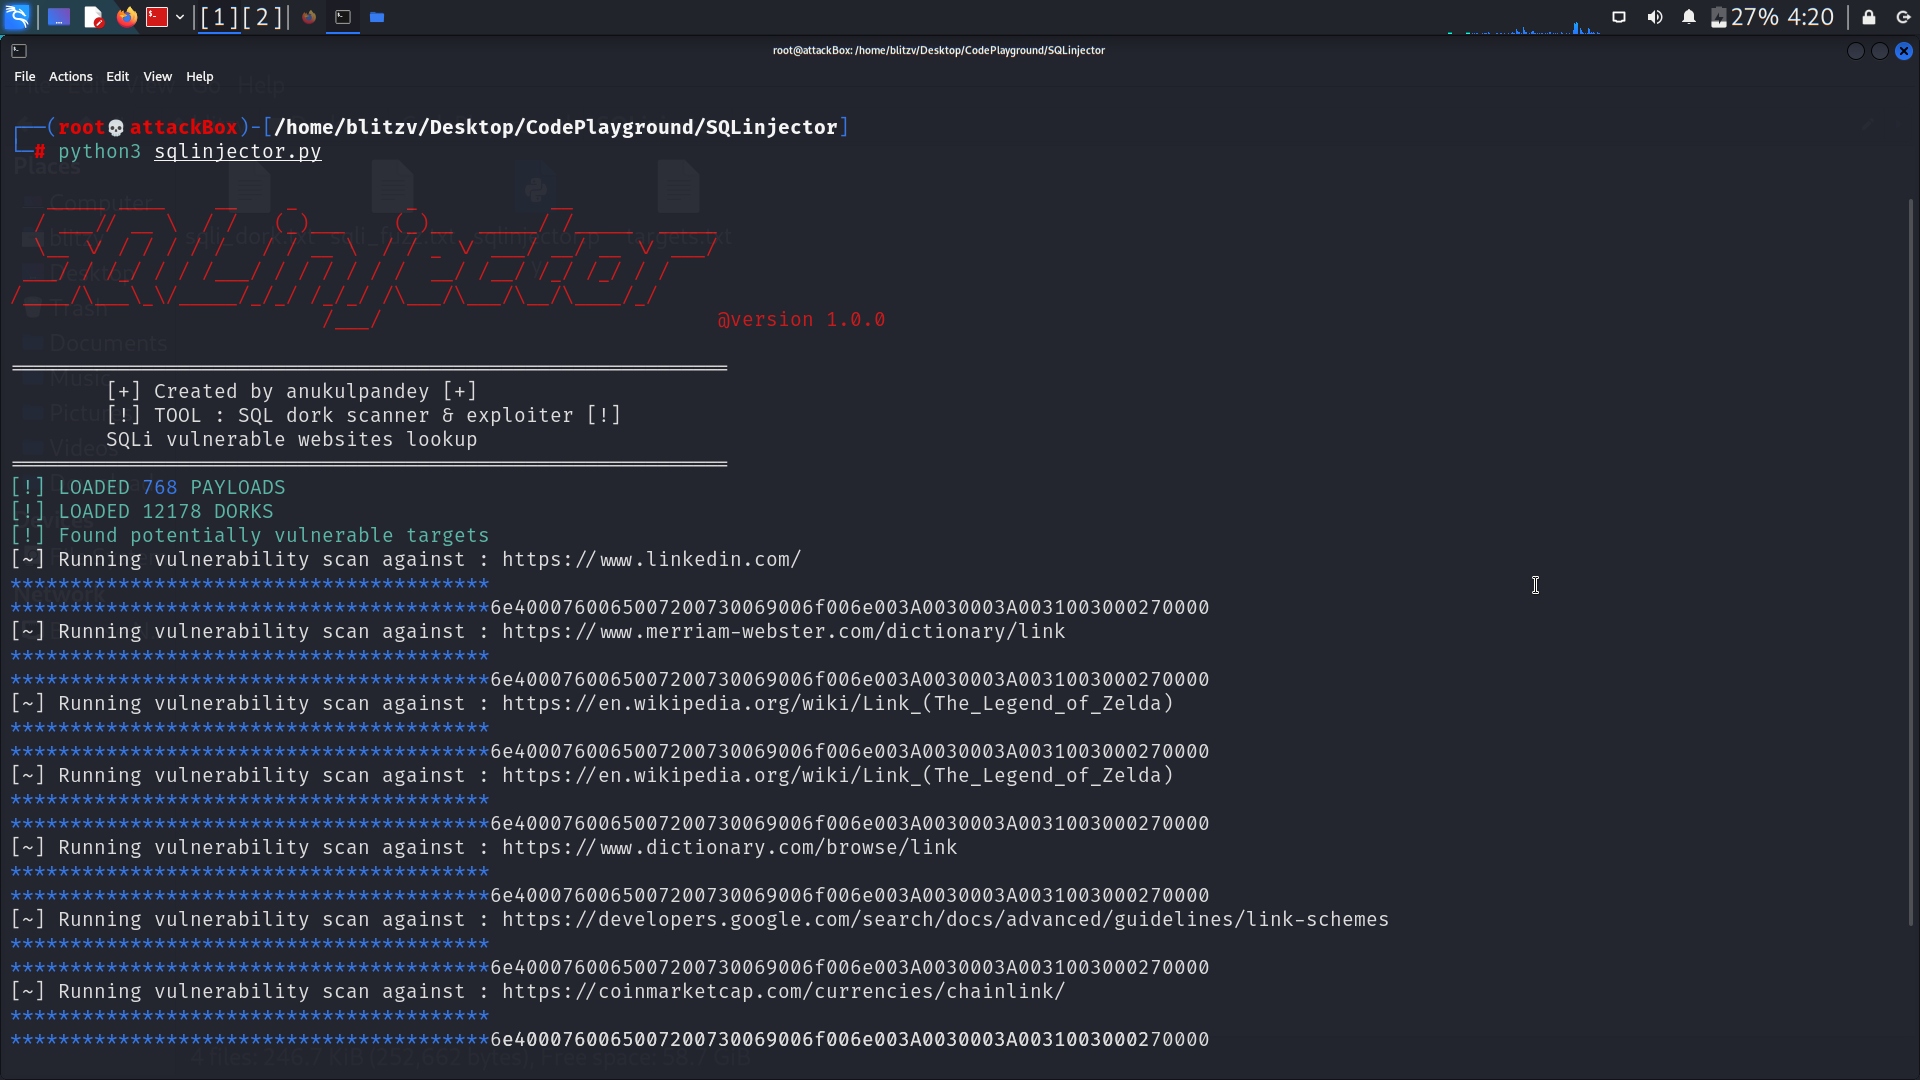 [1][2]
27% 4:20
root@attackBox: /home/blitzv/Desktop/CodePlayground/SQLinjector
File Actions Edit View Help
(root💀attackBox)-[/home/blitzv/Desktop/CodePlayground/SQLinjector]
# python3 sqlinjector.py
SQLinjector
@version 1.0.0
[+] Created by anukulpandey [+]
[!] TOOL : SQL dork scanner & exploiter [!]
SQLi vulnerable websites lookup
[!] LOADED 768 PAYLOADS
[!] LOADED 12178 DORKS
[!] Found potentially vulnerable targets
[~] Running vulnerability scan against : https://www.linkedin.com/
****************************************
****************************************6e4000760065007200730069006f006e003A0030003A0031003000270000
[~] Running vulnerability scan against : https://www.merriam-webster.com/dictionary/link
****************************************
****************************************6e4000760065007200730069006f006e003A0030003A0031003000270000
[~] Running vulnerability scan against : https://en.wikipedia.org/wiki/Link_(The_Legend_of_Zelda)
****************************************
****************************************6e4000760065007200730069006f006e003A0030003A0031003000270000
[~] Running vulnerability scan against : https://en.wikipedia.org/wiki/Link_(The_Legend_of_Zelda)
****************************************
****************************************6e4000760065007200730069006f006e003A0030003A0031003000270000
[~] Running vulnerability scan against : https://www.dictionary.com/browse/link
****************************************
****************************************6e4000760065007200730069006f006e003A0030003A0031003000270000
[~] Running vulnerability scan against : https://developers.google.com/search/docs/advanced/guidelines/link-schemes
****************************************
****************************************6e4000760065007200730069006f006e003A0030003A0031003000270000
[~] Running vulnerability scan against : https://coinmarketcap.com/currencies/chainlink/
****************************************
****************************************6e4000760065007200730069006f006e003A0030003A0031003000270000